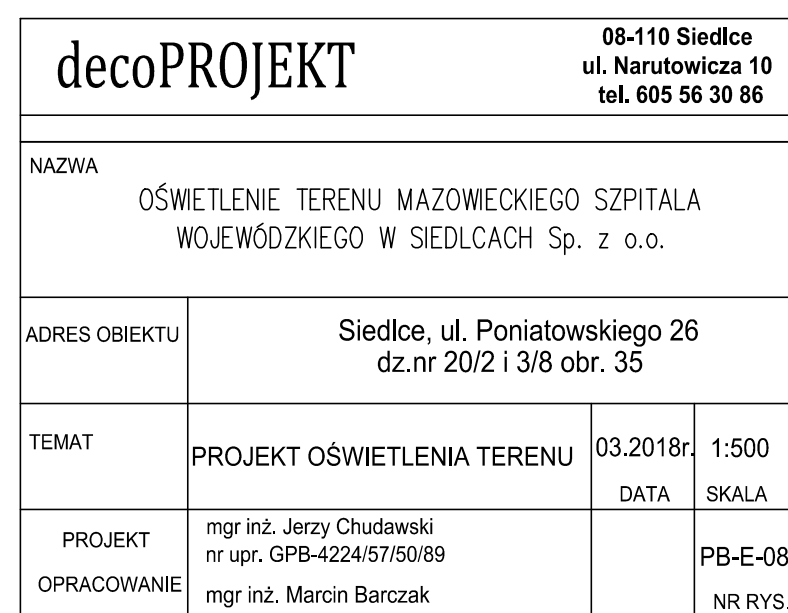 decoPROJEKT
08-110 Siedlce
ul. Narutowicza 10
tel. 605 56 30 86
NAZWA
OŚWIETLENIE TERENU MAZOWIECKIEGO SZPITALA
WOJEWÓDZKIEGO W SIEDLCACH Sp. z o.o.
ADRES OBIEKTU
Siedlce, ul. Poniatowskiego 26
dz.nr 20/2 i 3/8 obr. 35
TEMAT
PROJEKT OŚWIETLENIA TERENU
03.2018r.
DATA
1:500
SKALA
PROJEKT
mgr inż. Jerzy Chudawski
nr upr. GPB-4224/57/50/89
OPRACOWANIE
mgr inż. Marcin Barczak
PB-E-08
NR RYS.